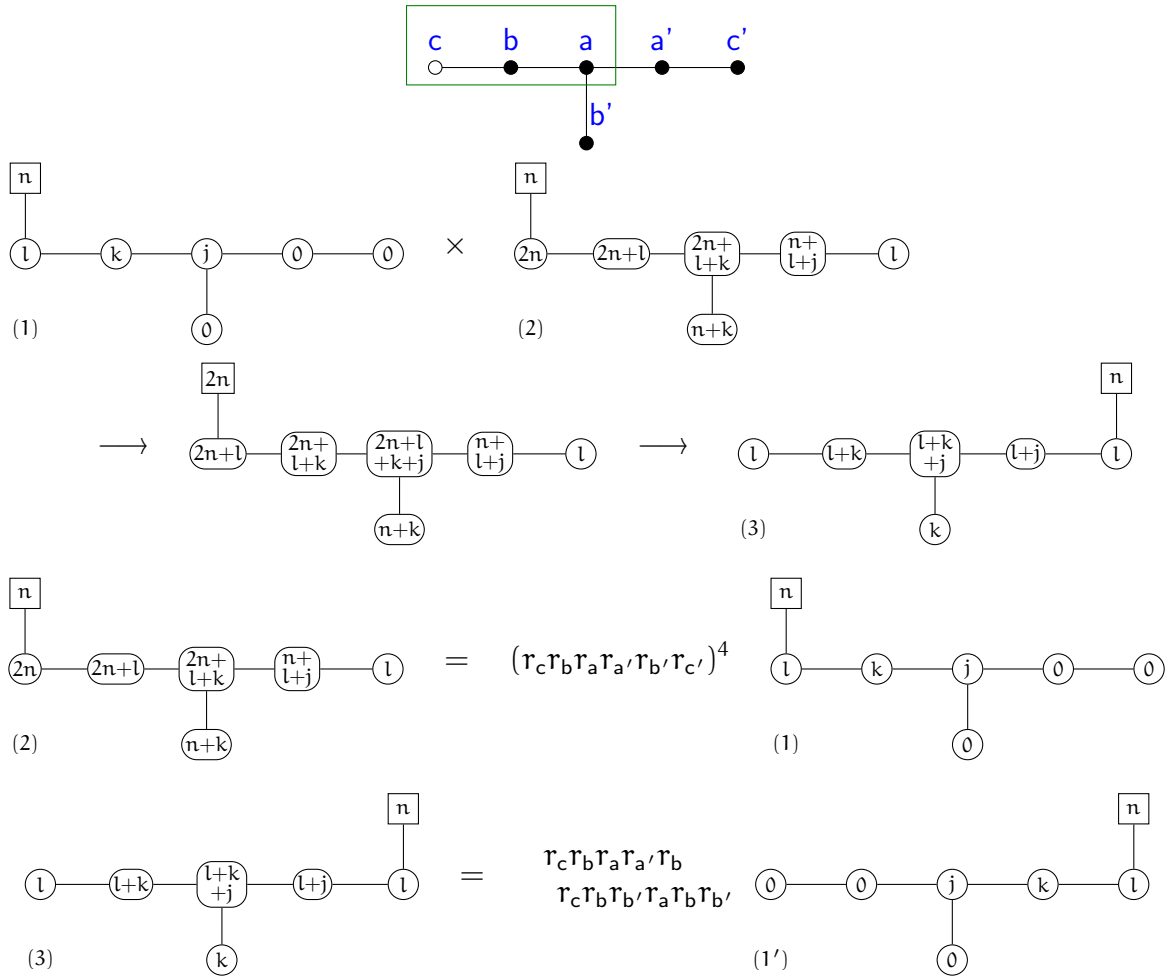 c b a a' c'
b'
n n
l k j 0 0 × 2n 2n+l 2n+ l+k n+ l+j l
(1) 0 (2) n+k
2n n
⟶ 2n+l 2n+ l+k 2n+l +k+j n+ l+j l ⟶ l l+k l+k +j l+j l
n+k (3) k
n n
2n 2n+l 2n+ l+k n+ l+j l = (r_c r_b r_a r_a' r_b' r_c')^4 l k j 0 0
(2) n+k (1) 0
n n
l l+k l+k +j l+j l = r_c r_b r_a r_a' r_b
r_c r_b r_b' r_a r_b r_b' 0 0 j k l
(3) k (1') 0